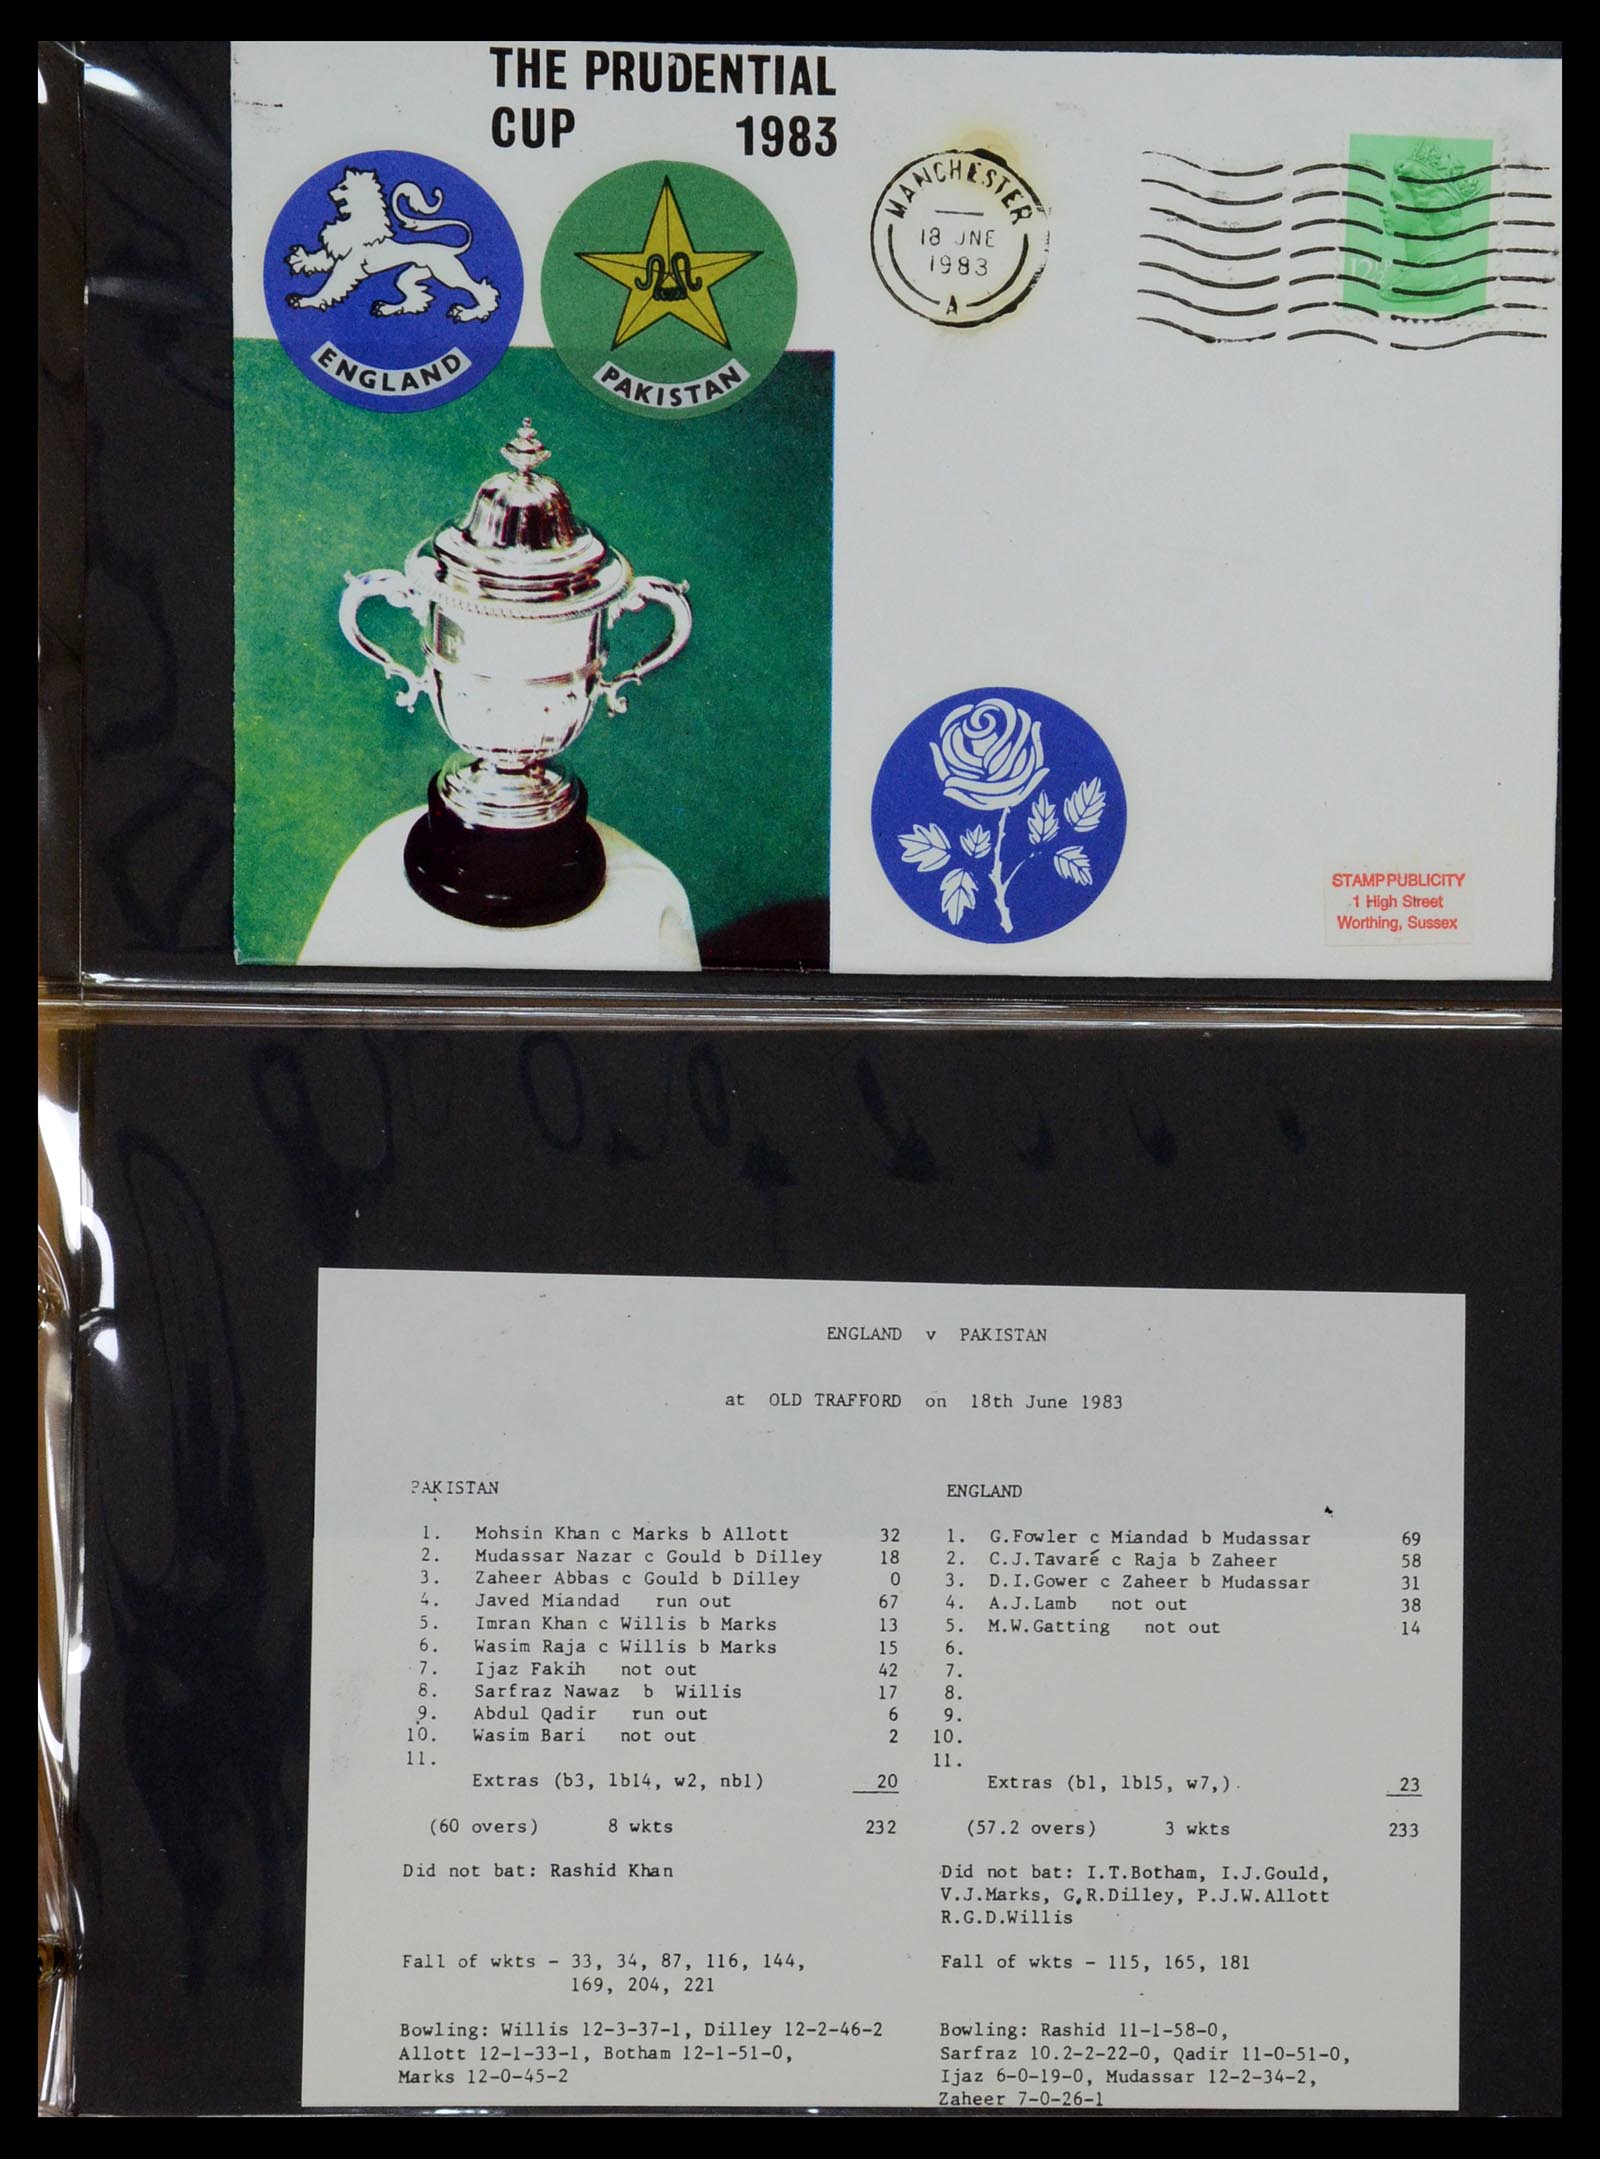 THE PRUDENTIAL
CUP 1983
ENGLAND
PAKISTAN
MANCHESTER
18 JNE
1983
A
12½
STAMP PUBLICITY
1 High Street
Worthing, Sussex
ENGLAND v PAKISTAN
at OLD TRAFFORD on 18th June 1983
PAKISTAN
1. Mohsin Khan c Marks b Allott 32
2. Mudassar Nazar c Gould b Dilley 18
3. Zaheer Abbas c Gould b Dilley 0
4. Javed Miandad run out 67
5. Imran Khan c Willis b Marks 13
6. Wasim Raja c Willis b Marks 15
7. Ijaz Fakih not out 42
8. Sarfraz Nawaz b Willis 17
9. Abdul Qadir run out 6
10. Wasim Bari not out 2
11.
Extras (b3, lb14, w2, nb1) 20
(60 overs) 8 wkts 232
Did not bat: Rashid Khan
Fall of wkts - 33, 34, 87, 116, 144,
169, 204, 221
Bowling: Willis 12-3-37-1, Dilley 12-2-46-2
Allott 12-1-33-1, Botham 12-1-51-0,
Marks 12-0-45-2
ENGLAND
1. G.Fowler c Miandad b Mudassar 69
2. C.J.Tavaré c Raja b Zaheer 58
3. D.I.Gower c Zaheer b Mudassar 31
4. A.J.Lamb not out 38
5. M.W.Gatting not out 14
6.
7.
8.
9.
10.
11.
Extras (b1, lb15, w7,). 23
(57.2 overs) 3 wkts 233
Did not bat: I.T.Botham, I.J.Gould,
V.J.Marks, G.R.Dilley, P.J.W.Allott
R.G.D.Willis
Fall of wkts - 115, 165, 181
Bowling: Rashid 11-1-58-0,
Sarfraz 10.2-2-22-0, Qadir 11-0-51-0,
Ijaz 6-0-19-0, Mudassar 12-2-34-2,
Zaheer 7-0-26-1